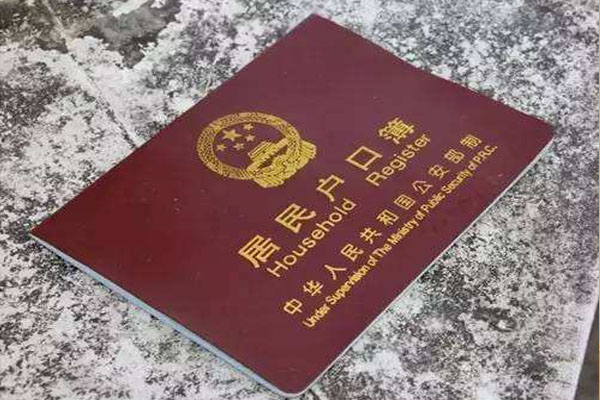 居民户口簿
Household Register
中华人民共和国公安部制
Under Supervision of The Ministry of Public Security of P.R.C.